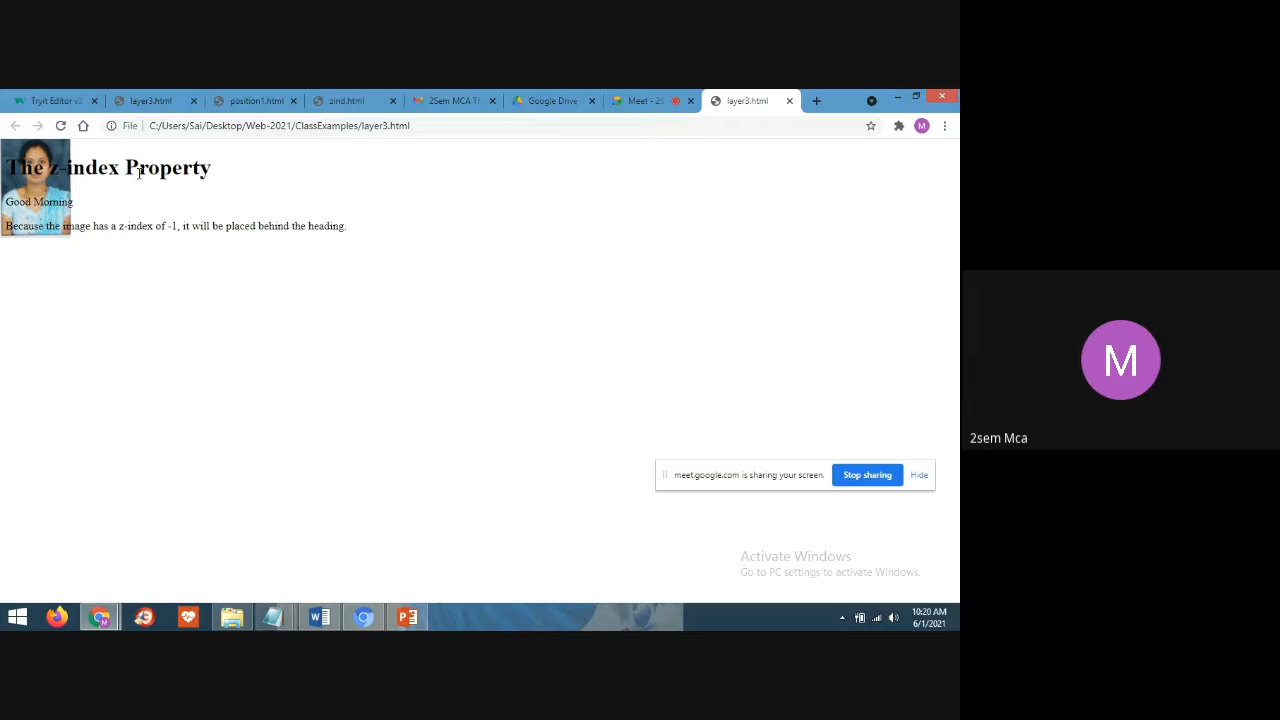 Tryit Editor v3 layer3.html position1.html zind.html 2Sem MCA Th Google Drive Meet - 2S layer3.html
File C:/Users/Sai/Desktop/Web-2021/ClassExamples/layer3.html M
The z-index Property
Good Morning
Because the image has a z-index of -1, it will be placed behind the heading.
M
2sem Mca
meet.google.com is sharing your screen. Stop sharing Hide
Activate Windows
Go to PC settings to activate Windows.
10:20 AM
6/1/2021